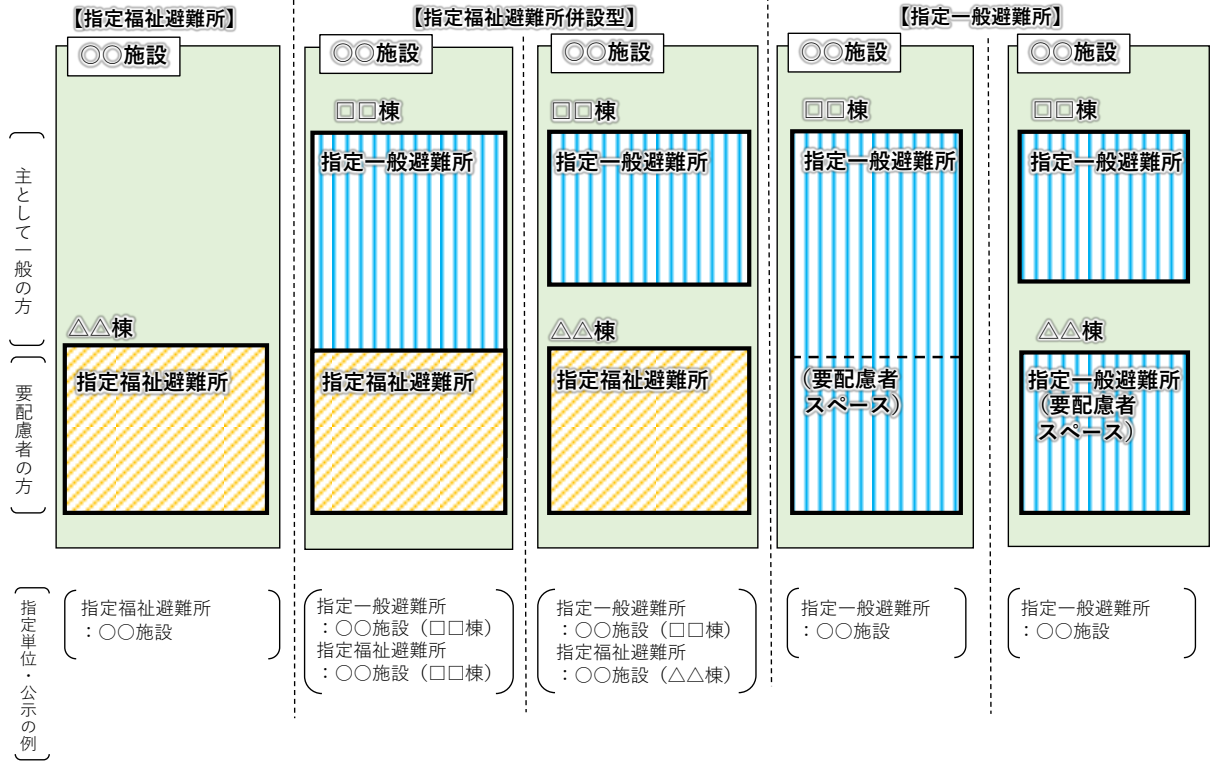 【指定福祉避難所】
【指定福祉避難所併設型】
【指定一般避難所】
○○施設
○○施設
○○施設
○○施設
○○施設
□□棟
□□棟
□□棟
□□棟
指定一般避難所
指定一般避難所
指定一般避難所
指定一般避難所
主として一般の方
△△棟
△△棟
△△棟
指定福祉避難所
指定福祉避難所
指定福祉避難所
（要配慮者
スペース）
指定一般避難所
（要配慮者
スペース）
要配慮者の方
指定単位・公示の例
指定福祉避難所
：○○施設
指定一般避難所
：○○施設（□□棟）
指定福祉避難所
：○○施設（□□棟）
指定一般避難所
：○○施設（□□棟）
指定福祉避難所
：○○施設（△△棟）
指定一般避難所
：○○施設
指定一般避難所
：○○施設